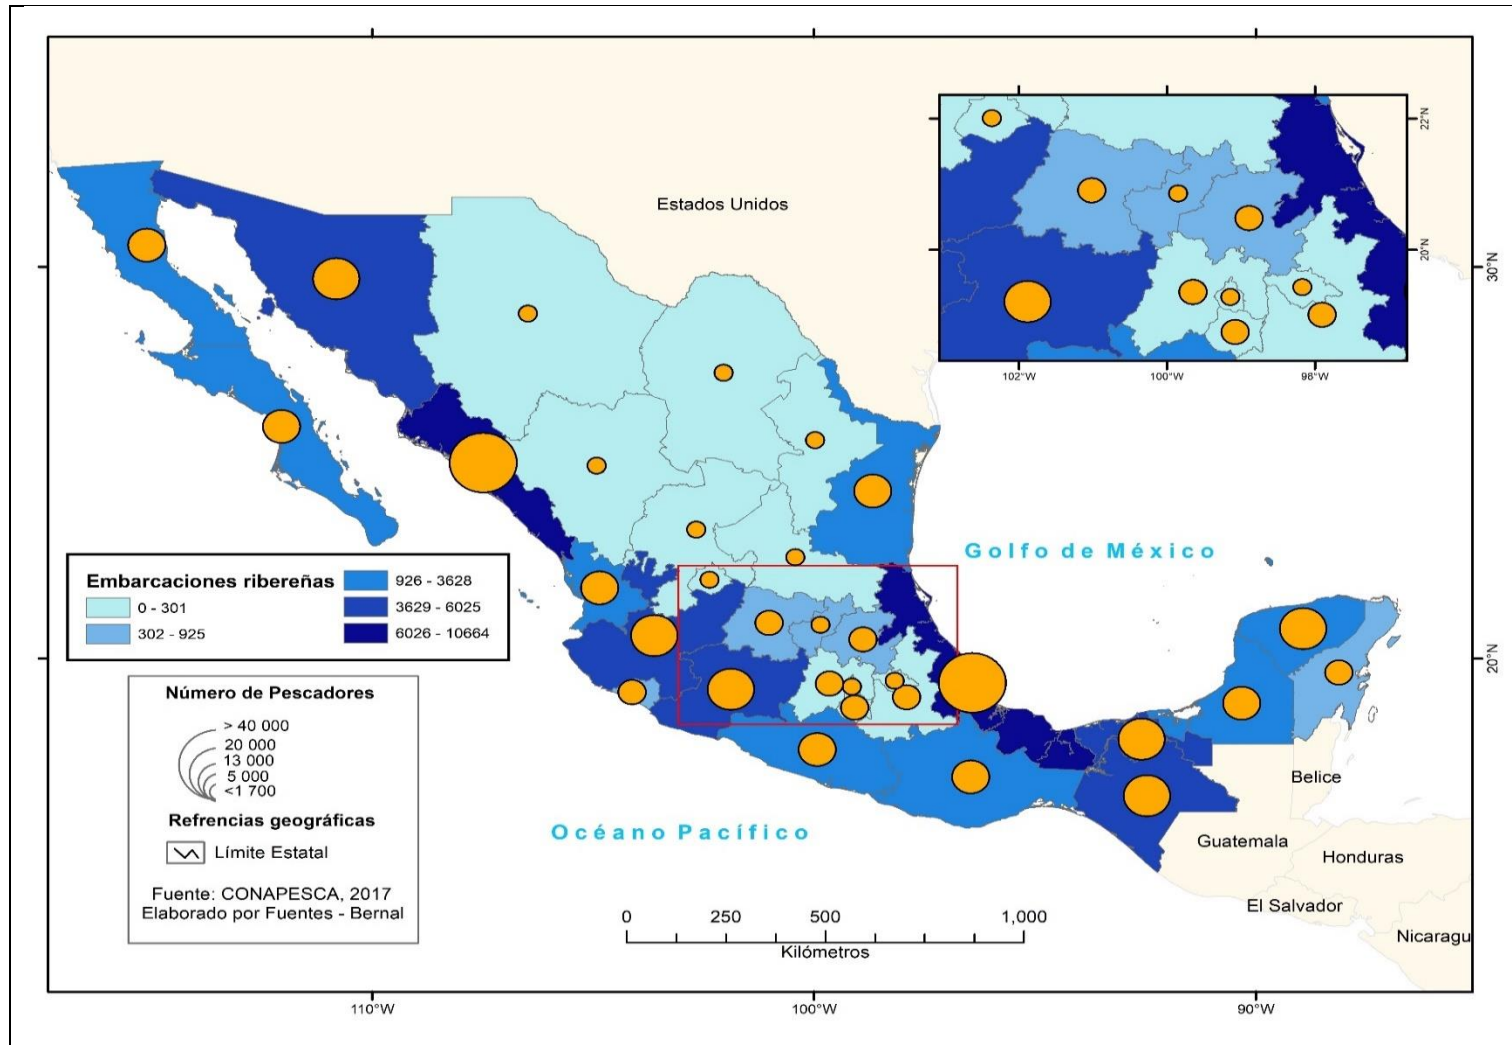 Estados Unidos
22°N
20°N
102°W
100°W
98°W
30°N
Golfo de México
Embarcaciones ribereñas
0 - 301
302 - 925
926 - 3628
3629 - 6025
6026 - 10664
20°N
Número de Pescadores
> 40 000
20 000
13 000
5 000
<1 700
Refrencias geográficas
Límite Estatal
Fuente: CONAPESCA, 2017
Elaborado por Fuentes - Bernal
Océano Pacífico
Belice
Guatemala
Honduras
El Salvador
Nicaragu
0 250 500 1,000
Kilómetros
110°W
100°W
90°W